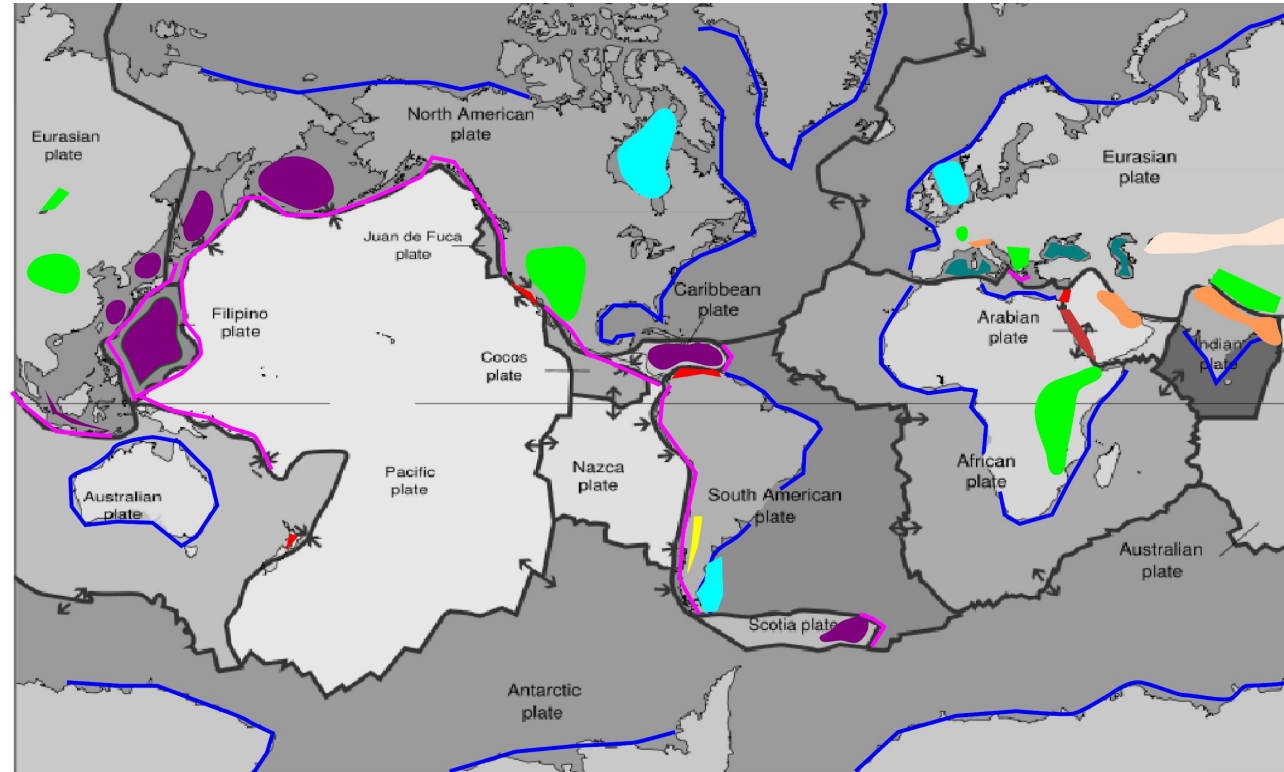 North American
plate
Eurasian
plate
Eurasian
plate
Juan de Fuca
plate
Caribbean
plate
Filipino
plate
Arabian
plate
Indian
plate
Cocos
plate
Pacific
plate
Nazca
plate
African
plate
Australian
plate
South American
plate
Australian
plate
Scotia plate
Antarctic
plate